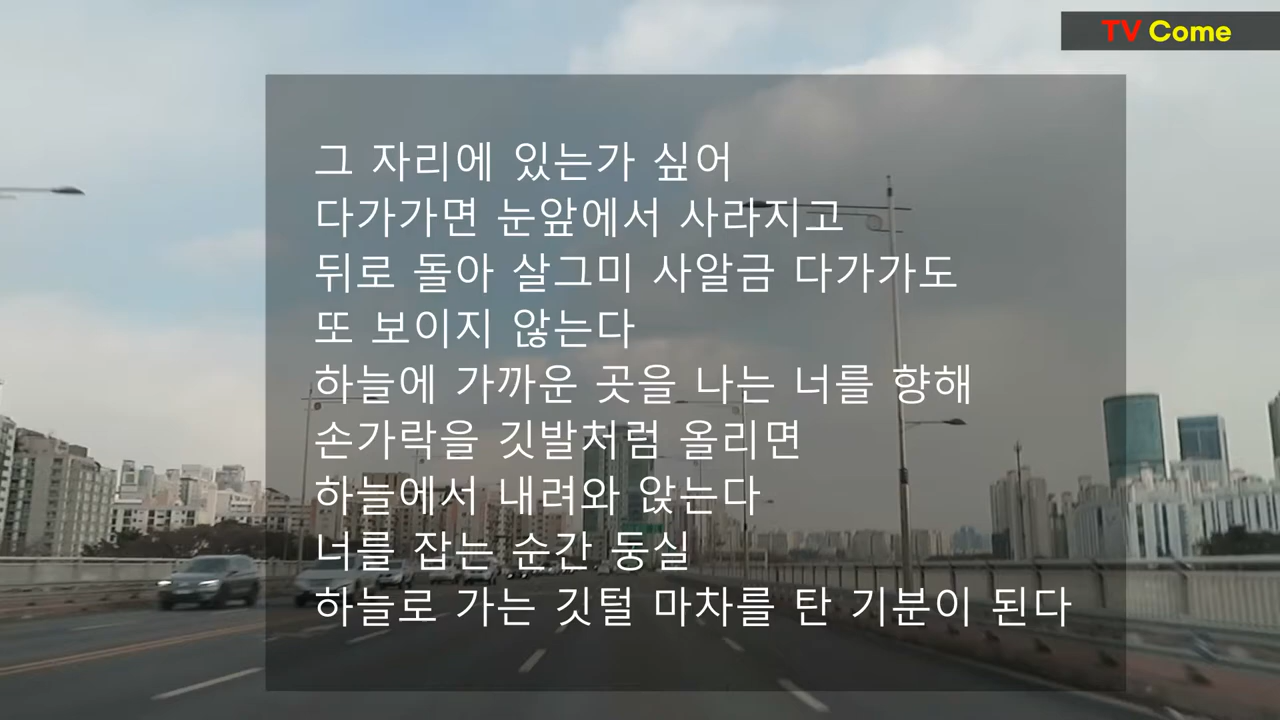 TV Come
그 자리에 있는가 싶어
다가가면 눈앞에서 사라지고
뒤로 돌아 살그미 사알금 다가가도
또 보이지 않는다
하늘에 가까운 곳을 나는 너를 향해
손가락을 깃발처럼 올리면
하늘에서 내려와 앉는다
너를 잡는 순간 둥실
하늘로 가는 깃털 마차를 탄 기분이 된다